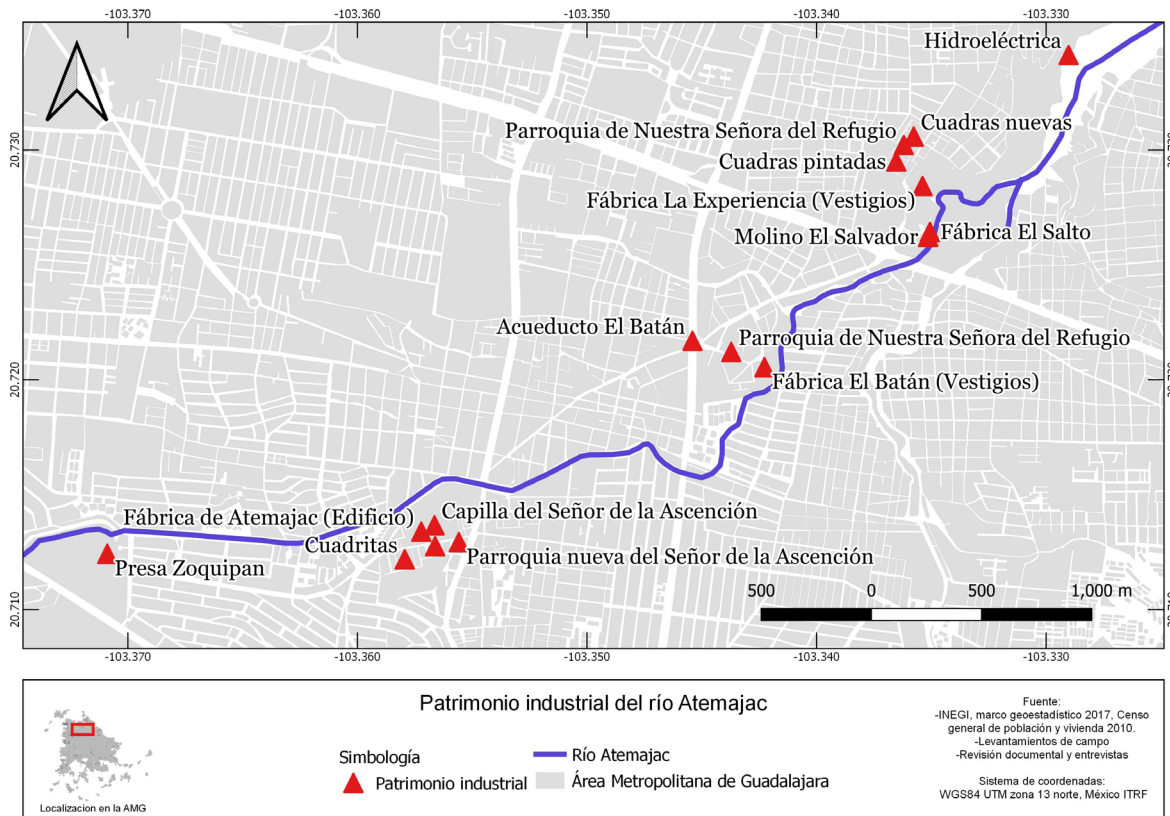 -103.370
-103.360
-103.350
-103.340
-103.330
Hidroeléctrica
Cuadras nuevas
Parroquia de Nuestra Señora del Refugio
20.730
Cuadras pintadas
Fábrica La Experiencia (Vestigios)
Molino El Salvador
Fábrica El Salto
Acueducto El Batán
Parroquia de Nuestra Señora del Refugio
20.720
Fábrica El Batán (Vestigios)
Capilla del Señor de la Ascención
Fábrica de Atemajac (Edificio)
Cuadritas
Parroquia nueva del Señor de la Ascención
Presa Zoquipan
500 0 500 1,000 m
20.710
-103.370
-103.360
-103.350
-103.340
-103.330
Patrimonio industrial del río Atemajac
Simbología
Patrimonio industrial
Río Atemajac
Área Metropolitana de Guadalajara
Localizacion en la AMG
Fuente:
-INEGI, marco geoestadístico 2017, Censo
general de población y vivienda 2010.
-Levantamientos de campo
-Revisión documental y entrevistas
Sistema de coordenadas:
WGS84 UTM zona 13 norte, México ITRF